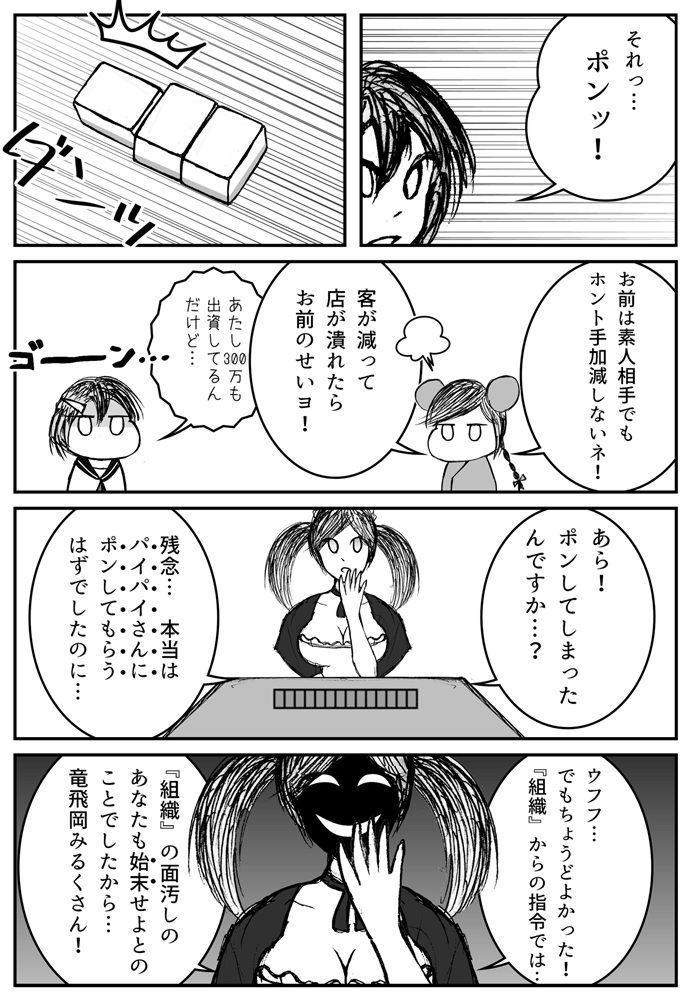 それっ…
ポンッ！
ダーーッ
お前は素人相手でも
ホント手加減しないネ！
客が減って
店が潰れたら
お前のせいヨ！
あたし300万も
出資してるん
だけど…
ゴーーン…
あら！
ポンしてしまった
んですか…？
残念… 本当は
パイパイさんに
ポンしてもらう
はずでしたのに…
ウフフ…
でもちょうどよかった！
『組織』からの指令では…
『組織』の面汚しの
あなたも始末せよとの
ことでしたから…
竜飛岡みるくさん！